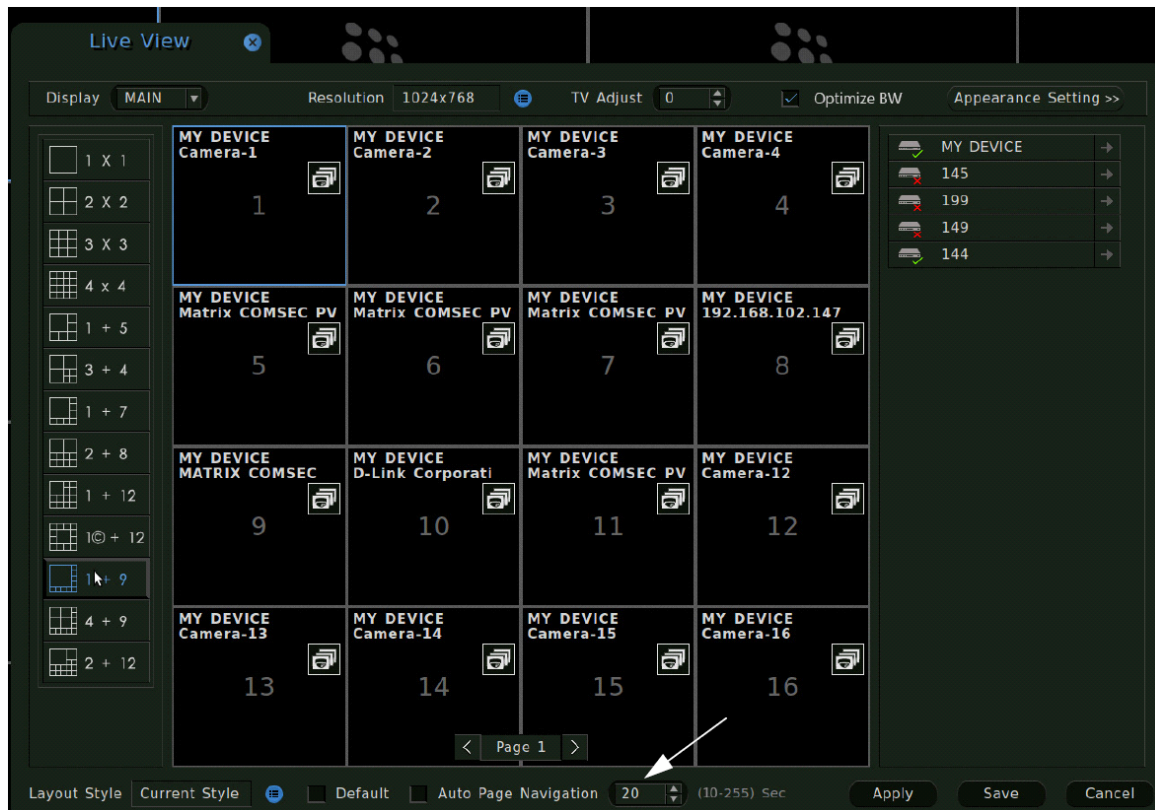 Live View
Display MAIN Resolution 1024x768 TV Adjust 0 Optimize BW Appearance Setting >>
1 X 1
2 X 2
3 X 3
4 x 4
1 + 5
3 + 4
1 + 7
2 + 8
1 + 12
1© + 12
1 + 9
4 + 9
2 + 12
MY DEVICE
Camera-1
1
MY DEVICE
Camera-2
2
MY DEVICE
Camera-3
3
MY DEVICE
Camera-4
4
MY DEVICE
Matrix COMSEC PV
5
MY DEVICE
Matrix COMSEC PV
6
MY DEVICE
Matrix COMSEC PV
7
MY DEVICE
192.168.102.147
8
MY DEVICE
MATRIX COMSEC
9
MY DEVICE
D-Link Corporati
10
MY DEVICE
Matrix COMSEC PV
11
MY DEVICE
Camera-12
12
MY DEVICE
Camera-13
13
MY DEVICE
Camera-14
14
MY DEVICE
Camera-15
15
MY DEVICE
Camera-16
16
< Page 1 >
MY DEVICE
145
199
149
144
Layout Style Current Style Default Auto Page Navigation 20 (10-255) Sec Apply Save Cancel